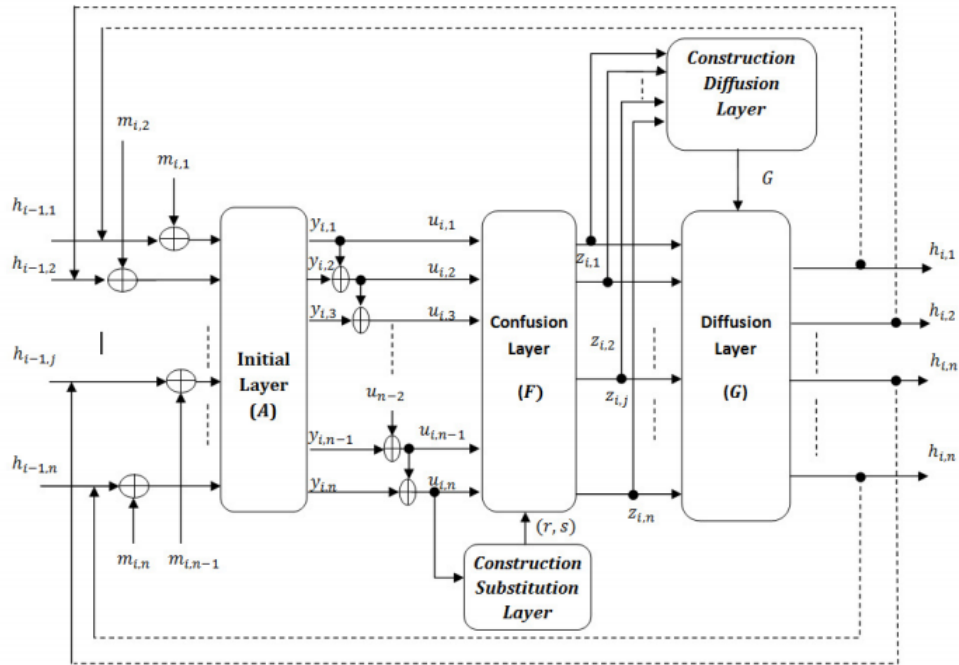 Construction
Diffusion
Layer
m_{i,2}
m_{i,1}
G
h_{i-1,1}
y_{i,1}
u_{i,1}
z_{i,1}
h_{i,1}
h_{i-1,2}
y_{i,2}
u_{i,2}
h_{i,2}
y_{i,3}
u_{i,3}
Confusion
Layer
(F)
Diffusion
Layer
(G)
z_{i,2}
h_{i-1,j}
Initial
Layer
(A)
u_{n-2}
z_{i,j}
h_{i,n}
y_{i,n-1}
u_{i,n-1}
h_{i-1,n}
y_{i,n}
u_{i,n}
z_{i,n}
h_{i,n}
(r, s)
m_{i,n}
m_{i,n-1}
Construction
Substitution
Layer